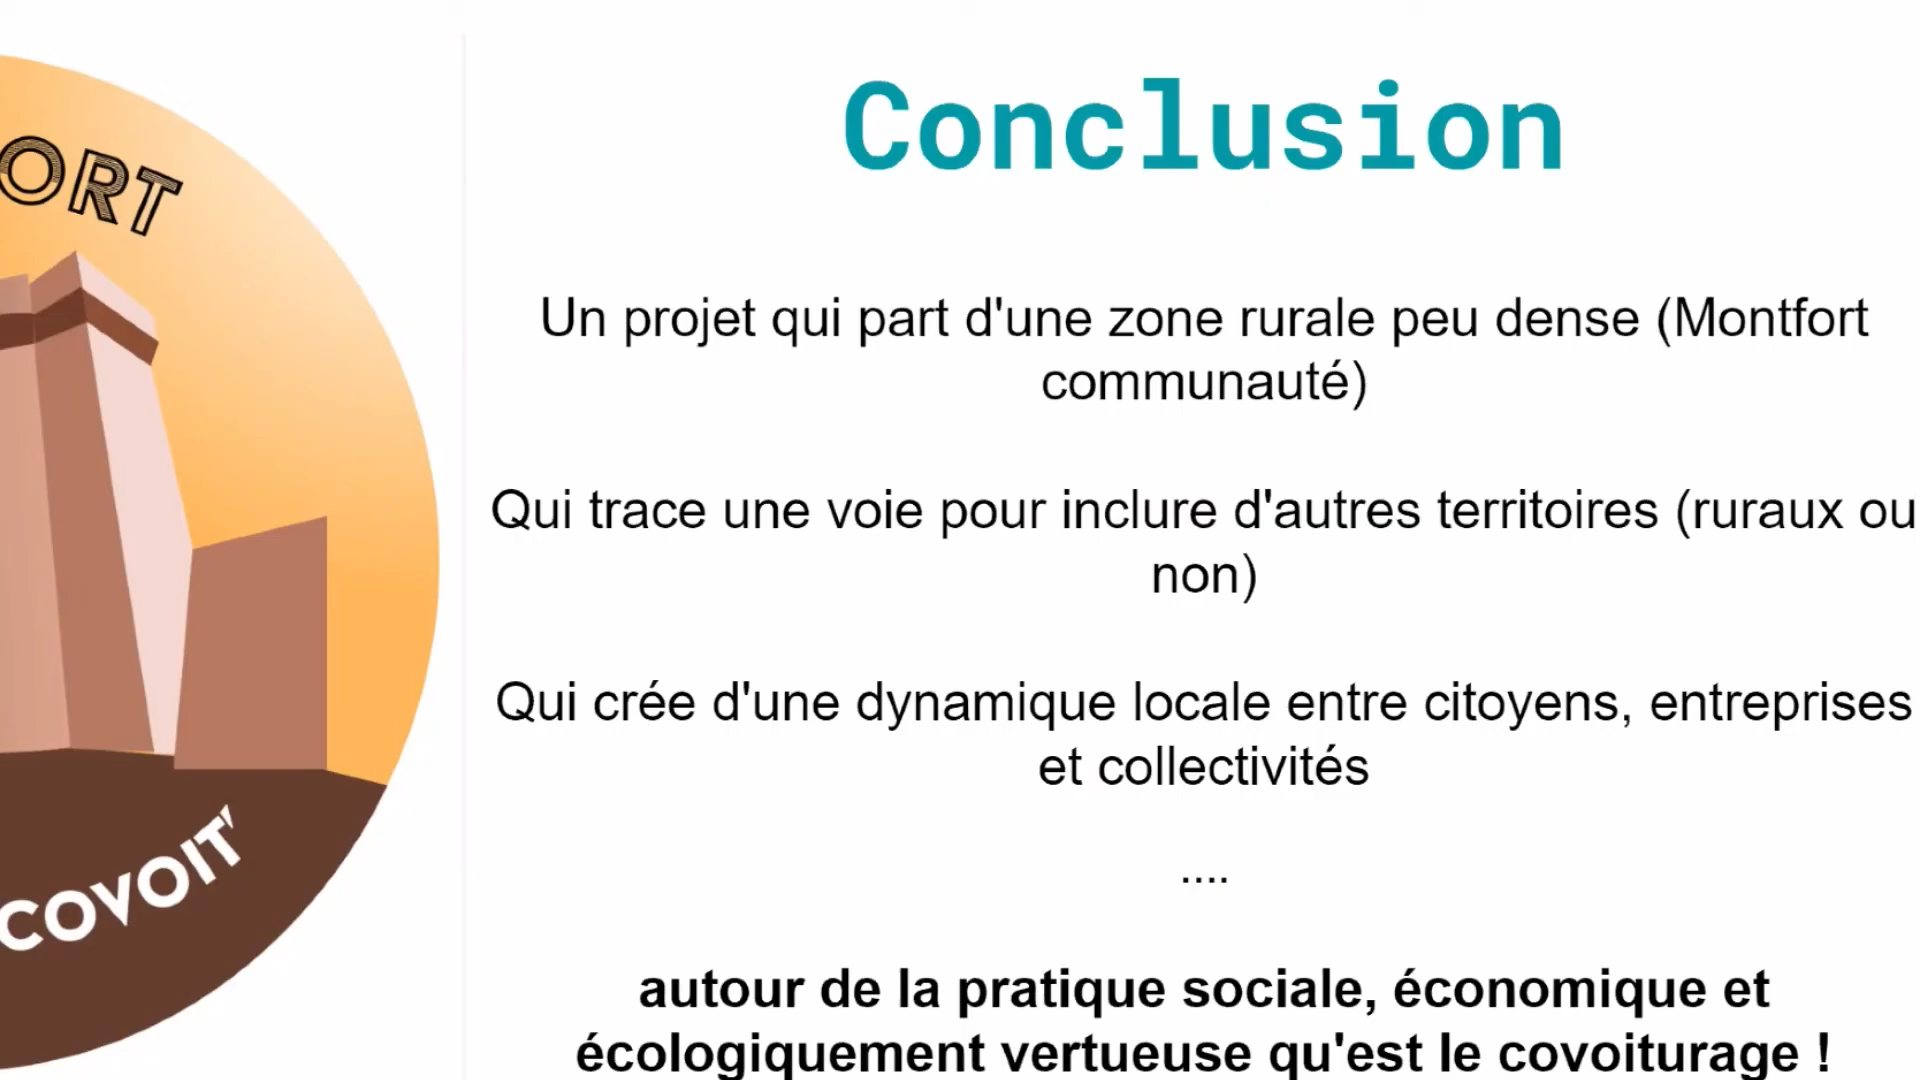 ORT
COVOIT'
Conclusion
Un projet qui part d'une zone rurale peu dense (Montfort
communauté)
Qui trace une voie pour inclure d'autres territoires (ruraux ou
non)
Qui crée d'une dynamique locale entre citoyens, entreprises
et collectivités
....
autour de la pratique sociale, économique et
écologiquement vertueuse qu'est le covoiturage !